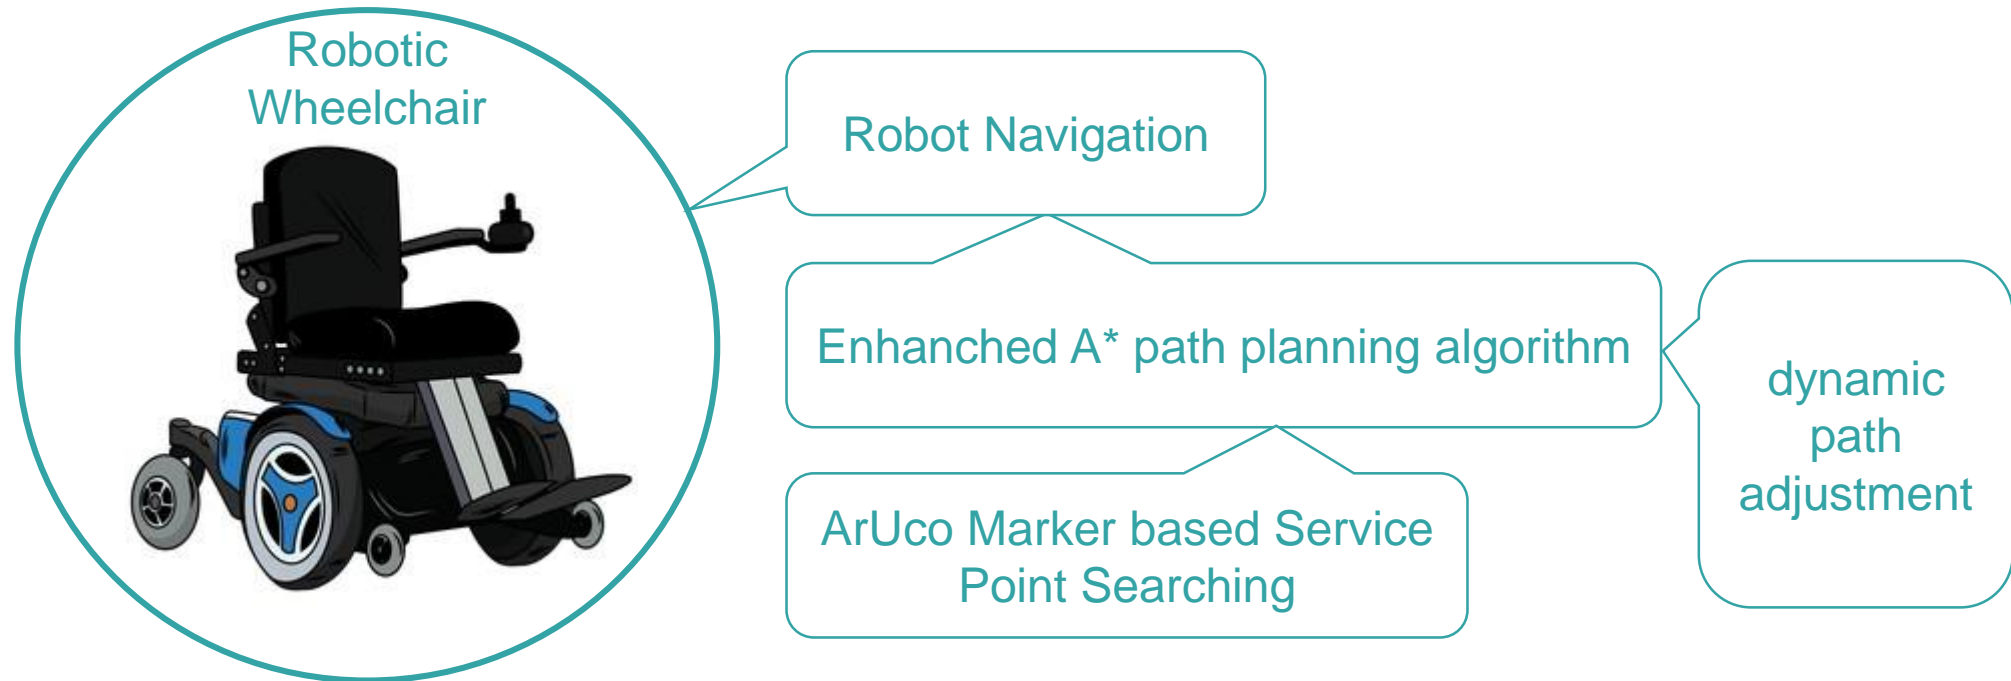 Robotic
Wheelchair
Robot Navigation
Enhanched A* path planning algorithm
dynamic
path
adjustment
ArUco Marker based Service
Point Searching